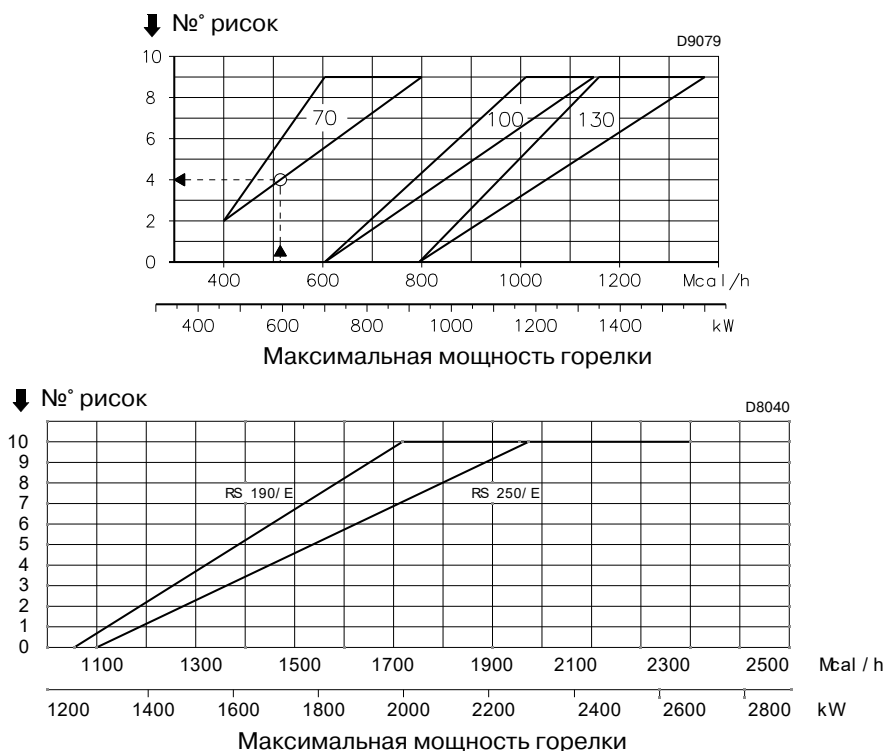 №° рисок
D9079
10
8
6
4
2
0
70
100
130
400 600 800 1000 1200 Mcal/h
400 600 800 1000 1200 1400 kW
Максимальная мощность горелки
№° рисок
D8040
10
9
8
7
6
5
4
3
2
1
0
RS 190/E
RS 250/E
1100 1300 1500 1700 1900 2100 2300 2500 Mcal / h
1200 1400 1600 1800 2000 2200 2400 2600 2800 kW
Максимальная мощность горелки